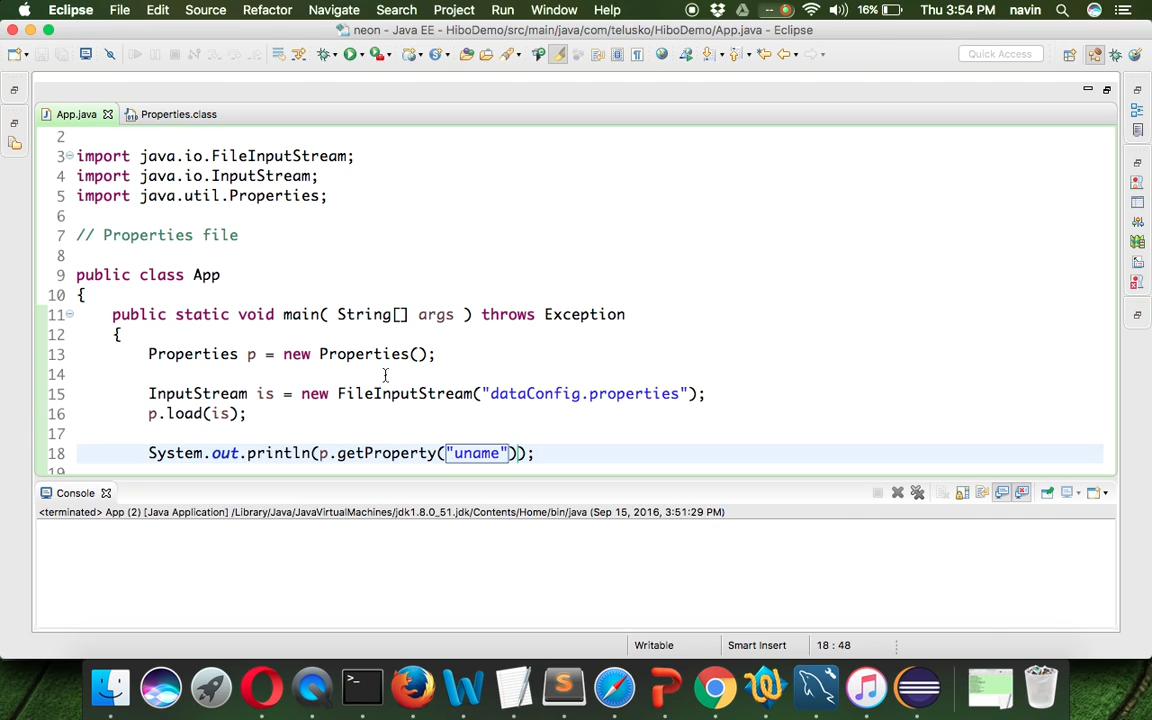 Eclipse File Edit Source Refactor Navigate Search Project Run Window Help 16% Thu 3:54 PM navin
neon - Java EE - HiboDemo/src/main/java/com/telusko/HiboDemo/App.java - Eclipse
Quick Access
App.java Properties.class
2
3 import java.io.FileInputStream;
4 import java.io.InputStream;
5 import java.util.Properties;
6
7 // Properties file
8
9 public class App
10 {
11 public static void main( String[] args ) throws Exception
12 {
13 Properties p = new Properties();
14
15 InputStream is = new FileInputStream("dataConfig.properties");
16 p.load(is);
17
18 System.out.println(p.getProperty("uname"));
19
Console
<terminated> App (2) [Java Application] /Library/Java/JavaVirtualMachines/jdk1.8.0_51.jdk/Contents/Home/bin/java (Sep 15, 2016, 3:51:29 PM)
Writable Smart Insert 18 : 48